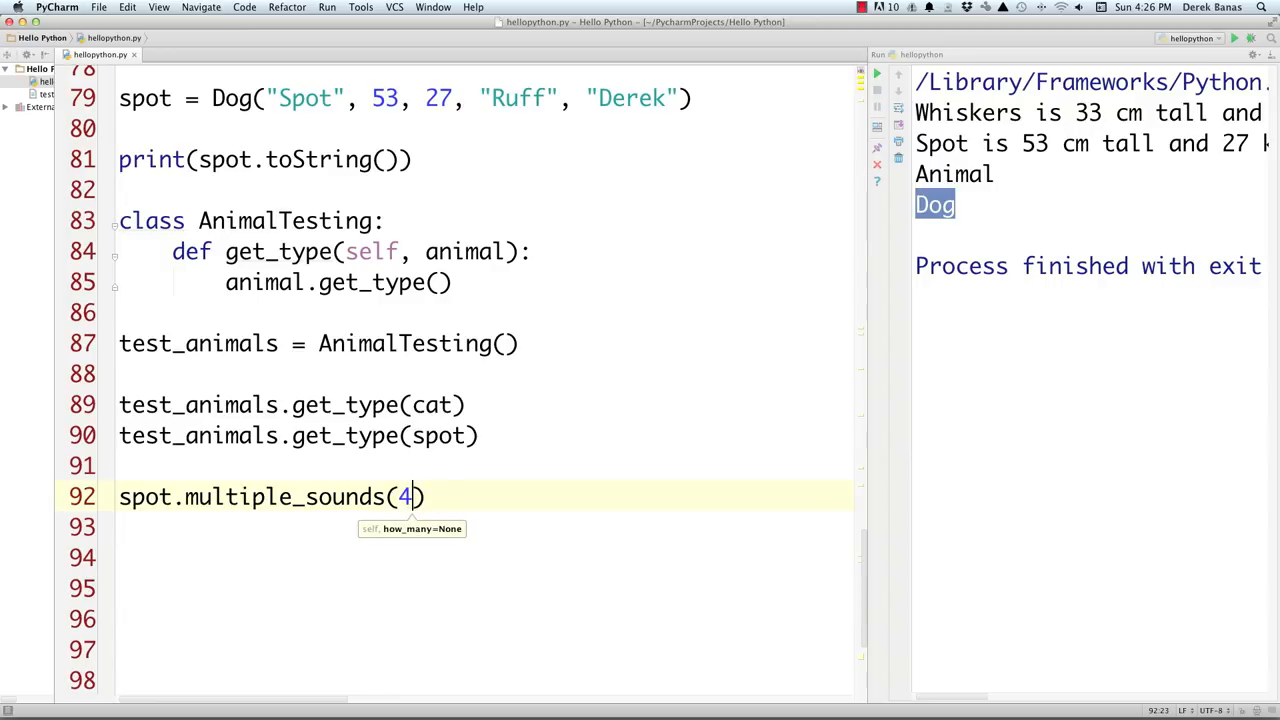 PyCharm File Edit View Navigate Code Refactor Run Tools VCS Window Help 10 Sun 4:26 PM Derek Banas
hellopython.py – Hello Python – [~/PycharmProjects/Hello Python]
Hello Python hellopython.py hellopython
hellopython.py Run hellopython
78
79 spot = Dog("Spot", 53, 27, "Ruff", "Derek")
80
81 print(spot.toString())
82
83 class AnimalTesting:
84 def get_type(self, animal):
85 animal.get_type()
86
87 test_animals = AnimalTesting()
88
89 test_animals.get_type(cat)
90 test_animals.get_type(spot)
91
92 spot.multiple_sounds(4)
self, how_many=None
93
94
95
96
97
98
Hello P
hell
test
Externa
/Library/Frameworks/Python.
Whiskers is 33 cm tall and
Spot is 53 cm tall and 27 k
Animal
Dog
Process finished with exit
92:23 LF UTF-8